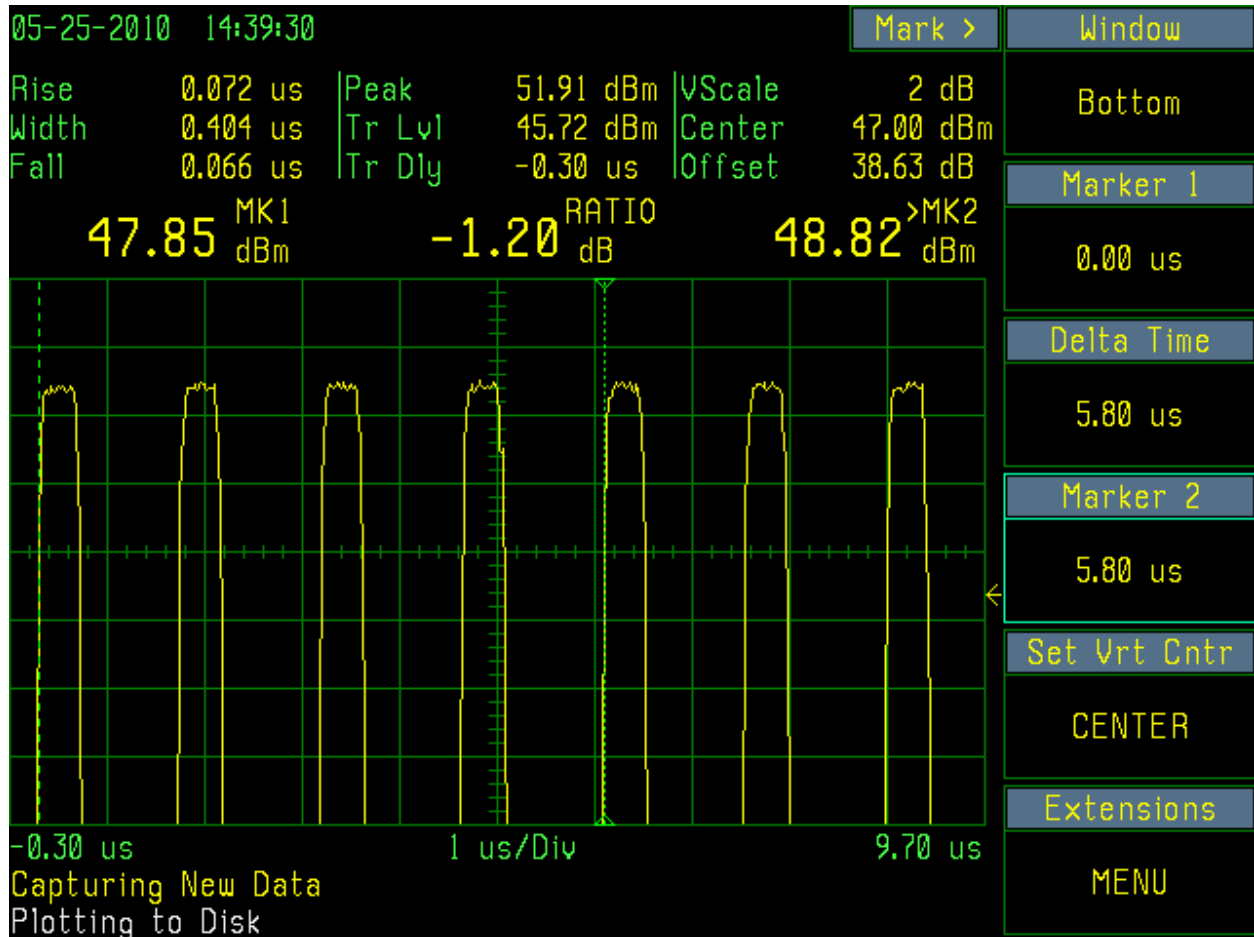 05-25-2010 14:39:30 Mark >
Rise 0.072 us Peak 51.91 dBm VScale 2 dB
Width 0.404 us Tr Lvl 45.72 dBm Center 47.00 dBm
Fall 0.066 us Tr Dly -0.30 us Offset 38.63 dB
47.85 MK1 dBm -1.20 RATIO dB 48.82 >MK2 dBm
-0.30 us 1 us/Div 9.70 us
Capturing New Data
Plotting to Disk
Window
Bottom
Marker 1
0.00 us
Delta Time
5.80 us
Marker 2
5.80 us
Set Vrt Cntr
CENTER
Extensions
MENU